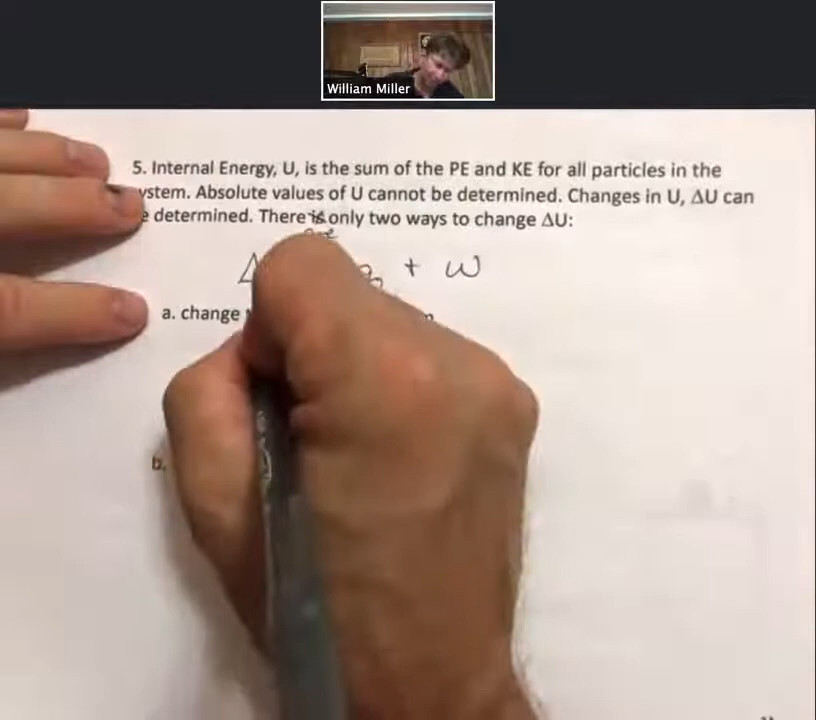 William Miller
5. Internal Energy, U, is the sum of the PE and KE for all particles in the
ystem. Absolute values of U cannot be determined. Changes in U, ΔU can
e determined. There is only two ways to change ΔU:
are
Δ + w
a. change
b.